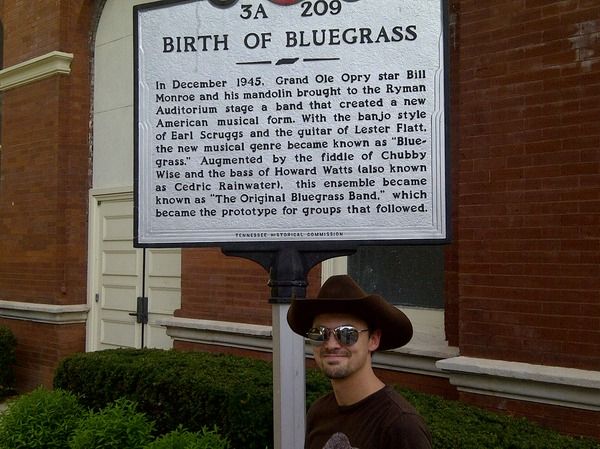 3A 209
BIRTH OF BLUEGRASS
In December 1945, Grand Ole Opry star Bill
Monroe and his mandolin brought to the Ryman
Auditorium stage a band that created a new
American musical form. With the banjo style
of Earl Scruggs and the guitar of Lester Flatt,
the new musical genre became known as "Blue-
grass." Augmented by the fiddle of Chubby
Wise and the bass of Howard Watts (also known
as Cedric Rainwater), this ensemble became
known as "The Original Bluegrass Band," which
became the prototype for groups that followed.
TENNESSEE HISTORICAL COMMISSION